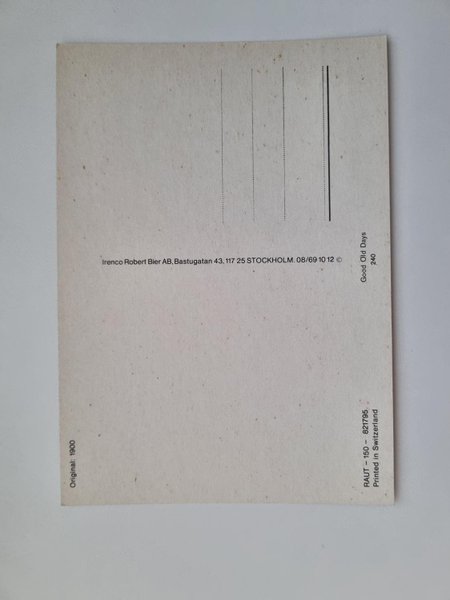 Irenco Robert Bier AB, Bastugatan 43, 117 25 STOCKHOLM. 08/69 10 12 ©
Good Old Days
240
Original: 1900
RAUT – 150 – 821795
Printed in Switzerland